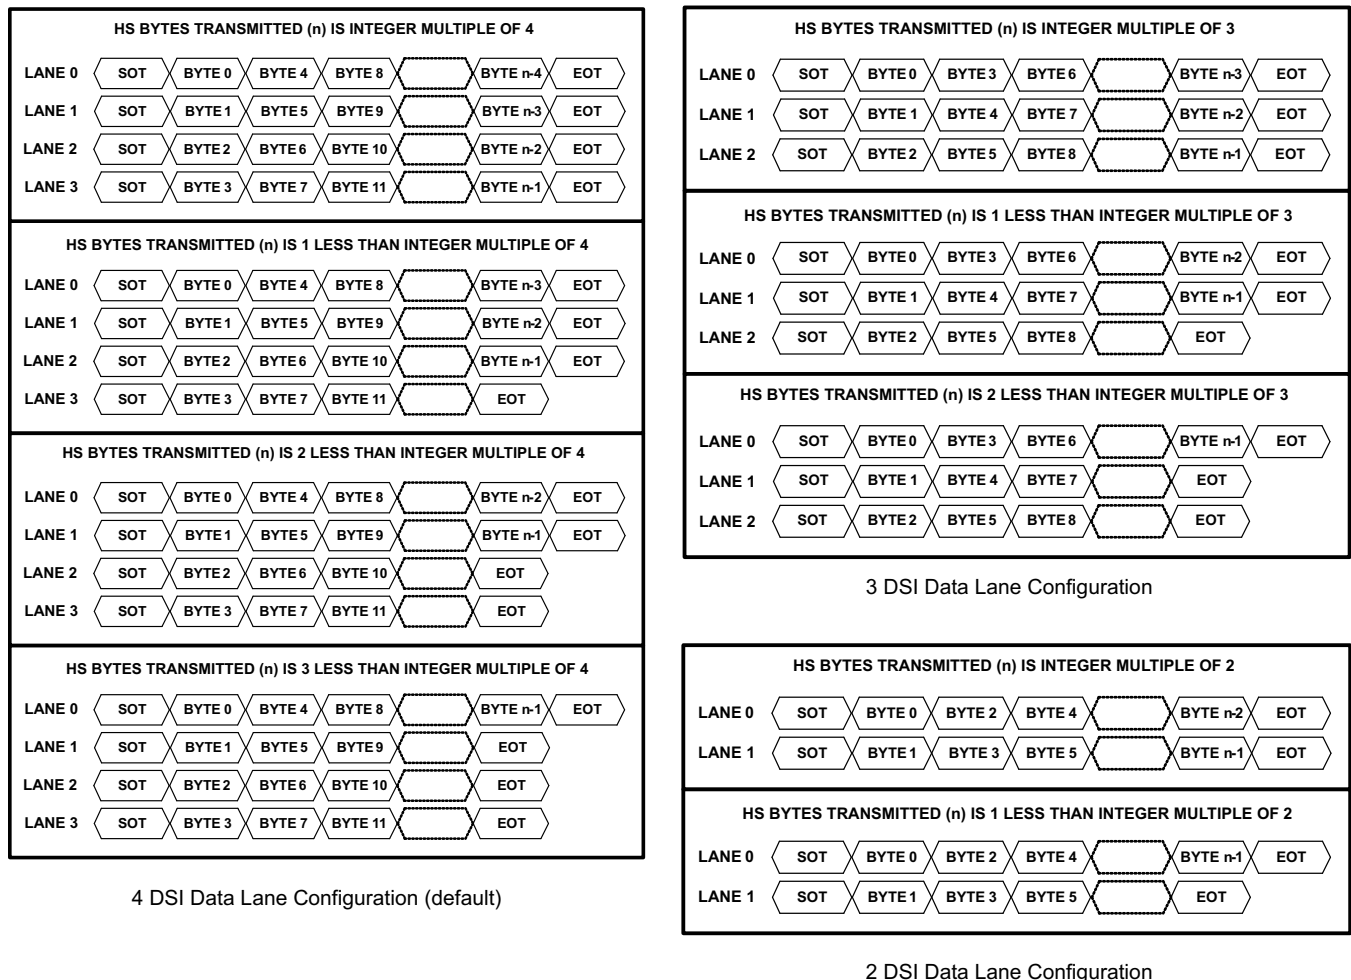 HS BYTES TRANSMITTED (n) IS INTEGER MULTIPLE OF 4
LANE 0 SOT BYTE 0 BYTE 4 BYTE 8 BYTE n-4 EOT
LANE 1 SOT BYTE 1 BYTE 5 BYTE 9 BYTE n-3 EOT
LANE 2 SOT BYTE 2 BYTE 6 BYTE 10 BYTE n-2 EOT
LANE 3 SOT BYTE 3 BYTE 7 BYTE 11 BYTE n-1 EOT
HS BYTES TRANSMITTED (n) IS 1 LESS THAN INTEGER MULTIPLE OF 4
LANE 0 SOT BYTE 0 BYTE 4 BYTE 8 BYTE n-3 EOT
LANE 1 SOT BYTE 1 BYTE 5 BYTE 9 BYTE n-2 EOT
LANE 2 SOT BYTE 2 BYTE 6 BYTE 10 BYTE n-1 EOT
LANE 3 SOT BYTE 3 BYTE 7 BYTE 11 EOT
HS BYTES TRANSMITTED (n) IS 2 LESS THAN INTEGER MULTIPLE OF 4
LANE 0 SOT BYTE 0 BYTE 4 BYTE 8 BYTE n-2 EOT
LANE 1 SOT BYTE 1 BYTE 5 BYTE 9 BYTE n-1 EOT
LANE 2 SOT BYTE 2 BYTE 6 BYTE 10 EOT
LANE 3 SOT BYTE 3 BYTE 7 BYTE 11 EOT
HS BYTES TRANSMITTED (n) IS 3 LESS THAN INTEGER MULTIPLE OF 4
LANE 0 SOT BYTE 0 BYTE 4 BYTE 8 BYTE n-1 EOT
LANE 1 SOT BYTE 1 BYTE 5 BYTE 9 EOT
LANE 2 SOT BYTE 2 BYTE 6 BYTE 10 EOT
LANE 3 SOT BYTE 3 BYTE 7 BYTE 11 EOT
4 DSI Data Lane Configuration (default)
HS BYTES TRANSMITTED (n) IS INTEGER MULTIPLE OF 3
LANE 0 SOT BYTE 0 BYTE 3 BYTE 6 BYTE n-3 EOT
LANE 1 SOT BYTE 1 BYTE 4 BYTE 7 BYTE n-2 EOT
LANE 2 SOT BYTE 2 BYTE 5 BYTE 8 BYTE n-1 EOT
HS BYTES TRANSMITTED (n) IS 1 LESS THAN INTEGER MULTIPLE OF 3
LANE 0 SOT BYTE 0 BYTE 3 BYTE 6 BYTE n-2 EOT
LANE 1 SOT BYTE 1 BYTE 4 BYTE 7 BYTE n-1 EOT
LANE 2 SOT BYTE 2 BYTE 5 BYTE 8 EOT
HS BYTES TRANSMITTED (n) IS 2 LESS THAN INTEGER MULTIPLE OF 3
LANE 0 SOT BYTE 0 BYTE 3 BYTE 6 BYTE n-1 EOT
LANE 1 SOT BYTE 1 BYTE 4 BYTE 7 EOT
LANE 2 SOT BYTE 2 BYTE 5 BYTE 8 EOT
3 DSI Data Lane Configuration
HS BYTES TRANSMITTED (n) IS INTEGER MULTIPLE OF 2
LANE 0 SOT BYTE 0 BYTE 2 BYTE 4 BYTE n-2 EOT
LANE 1 SOT BYTE 1 BYTE 3 BYTE 5 BYTE n-1 EOT
HS BYTES TRANSMITTED (n) IS 1 LESS THAN INTEGER MULTIPLE OF 2
LANE 0 SOT BYTE 0 BYTE 2 BYTE 4 BYTE n-1 EOT
LANE 1 SOT BYTE 1 BYTE 3 BYTE 5 EOT
2 DSI Data Lane Configuration